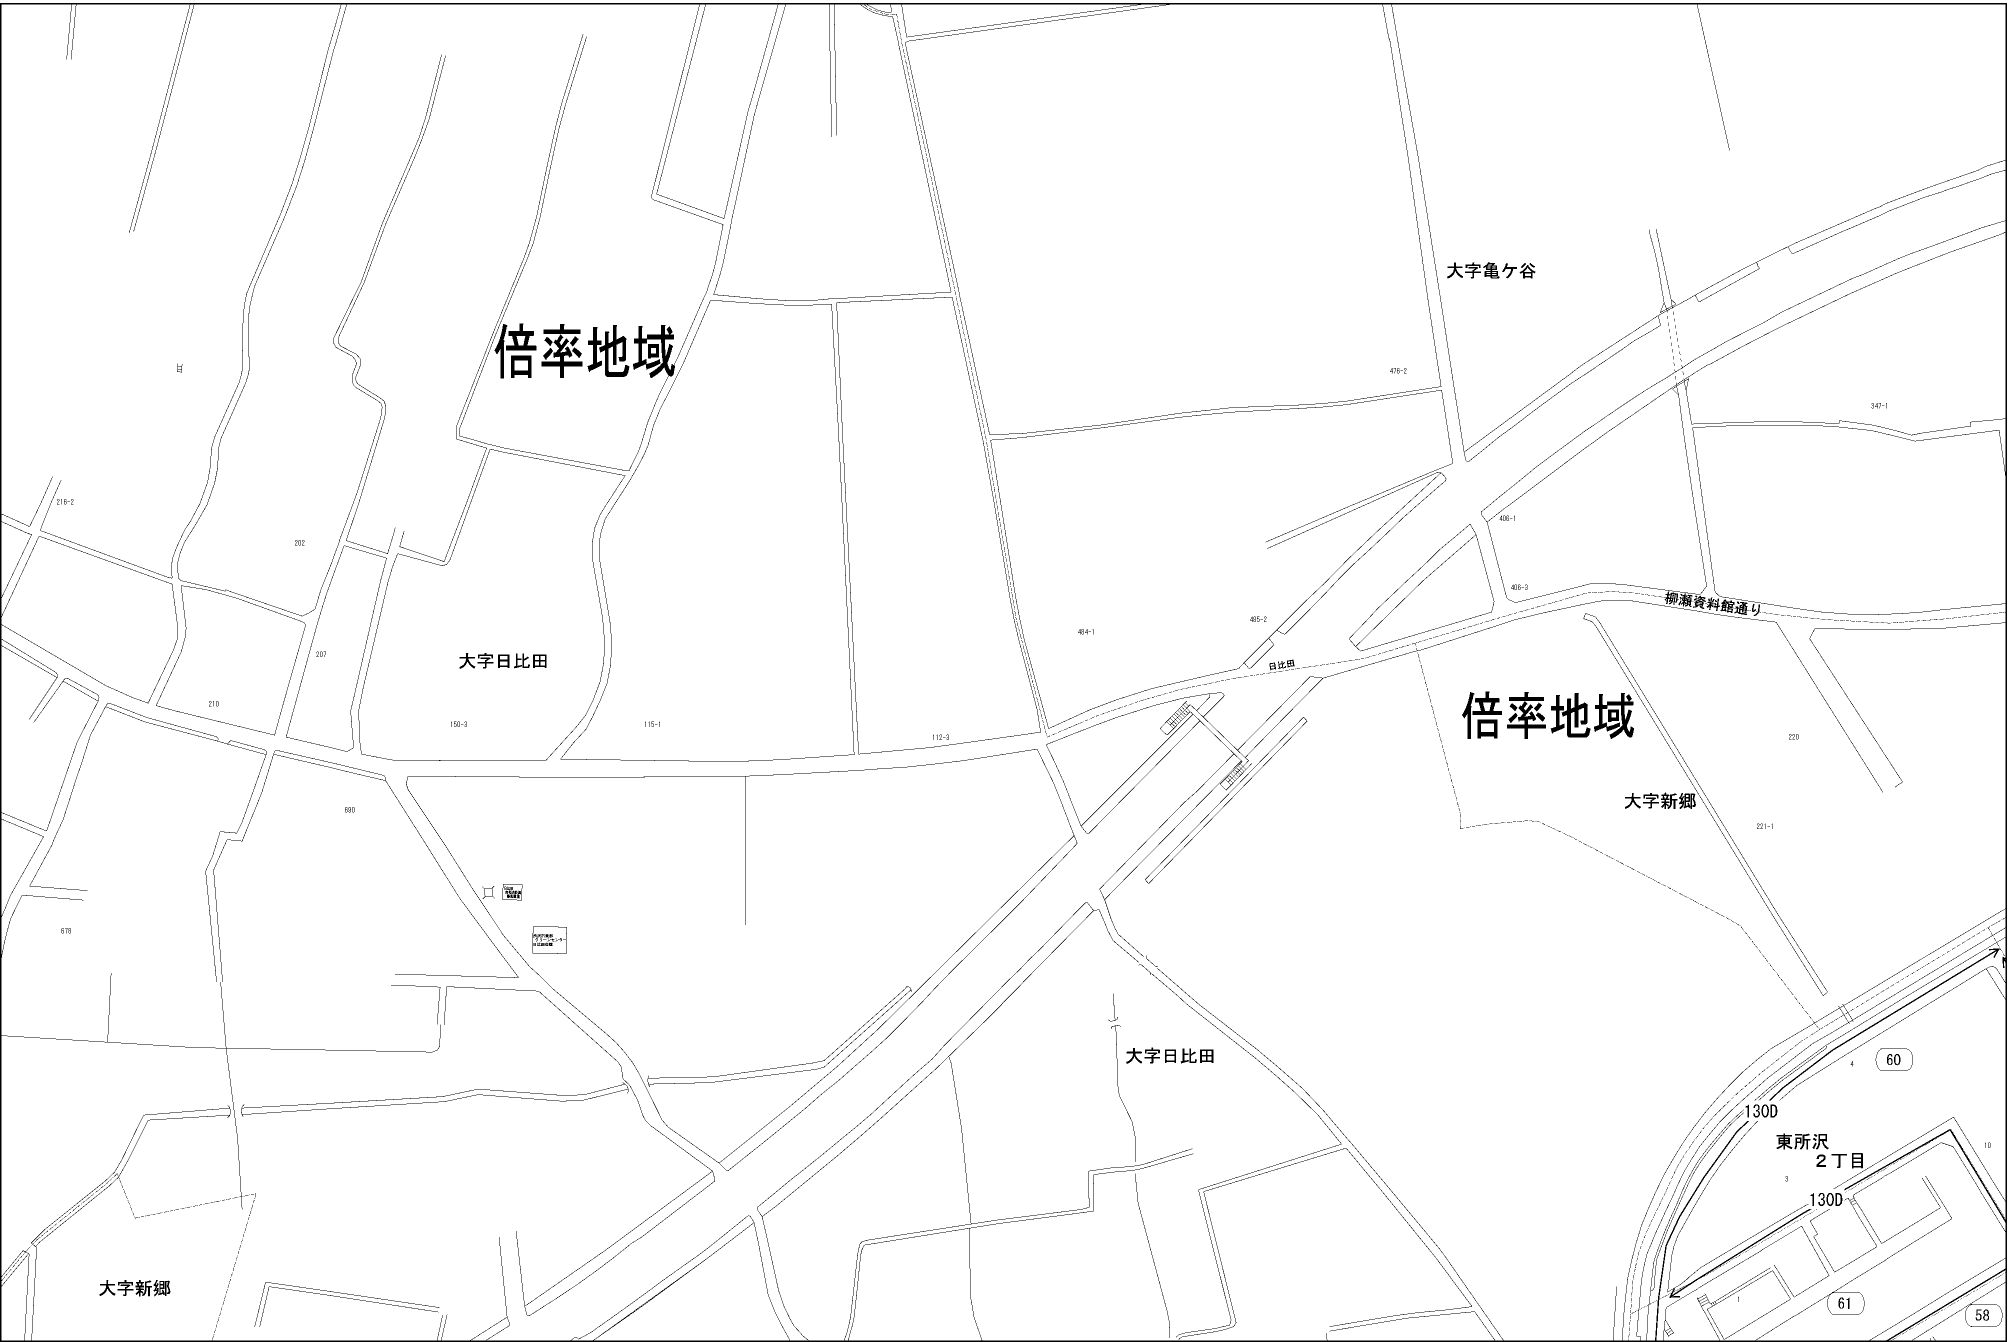 大字亀ケ谷
倍率地域
476-2
347-1
216-2
406-1
202
406-3
柳瀬資料館通り
485-2
484-1
207
大字日比田
日比田
210
150-3
115-1
112-3
倍率地域
220
大字新郷
690
221-1
678
大字日比田
60
4
130D
東所沢
2丁目
10
3
130D
大字新郷
1
61
58